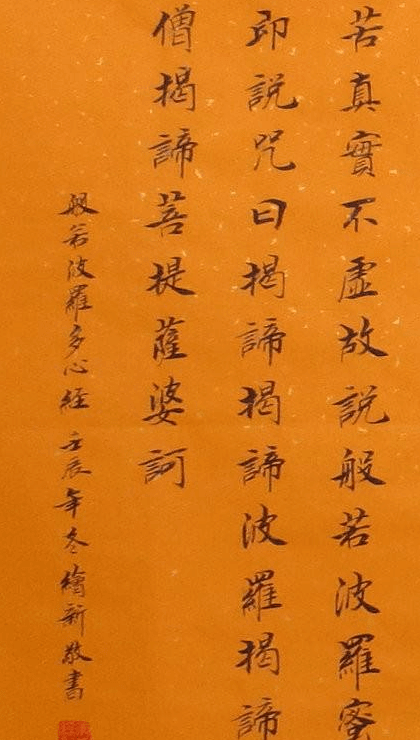 苦真實不虛故說般若波羅蜜
即說咒曰揭諦揭諦波羅揭諦
僧揭諦菩提薩婆訶
般若波羅多心經 壬辰年冬繪新敬書